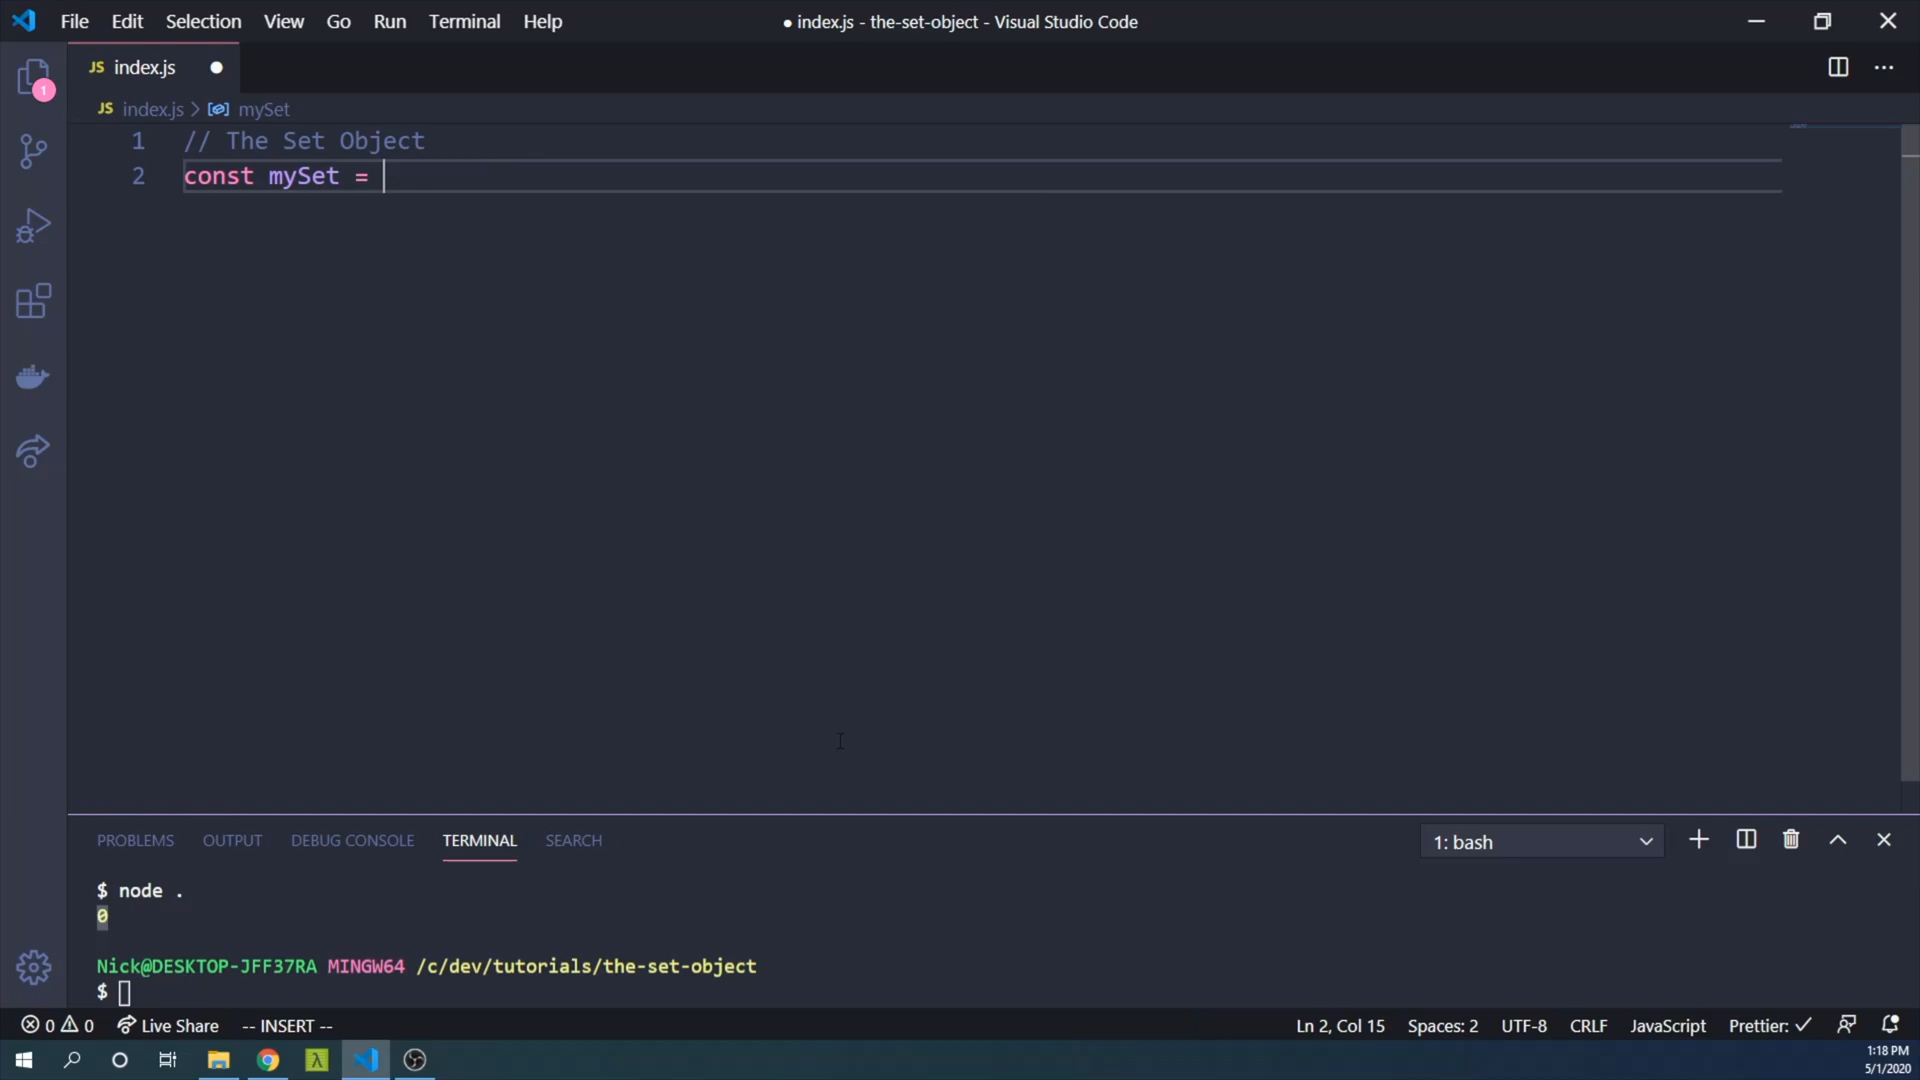 File Edit Selection View Go Run Terminal Help
● index.js - the-set-object - Visual Studio Code
JS index.js ●
1
JS index.js > mySet
1 // The Set Object
2 const mySet =
PROBLEMS OUTPUT DEBUG CONSOLE TERMINAL SEARCH
1: bash
$ node .
0
Nick@DESKTOP-JFF37RA MINGW64 /c/dev/tutorials/the-set-object
$
0 0 Live Share -- INSERT --
Ln 2, Col 15 Spaces: 2 UTF-8 CRLF JavaScript Prettier: ✓
λ
1:18 PM
5/1/2020